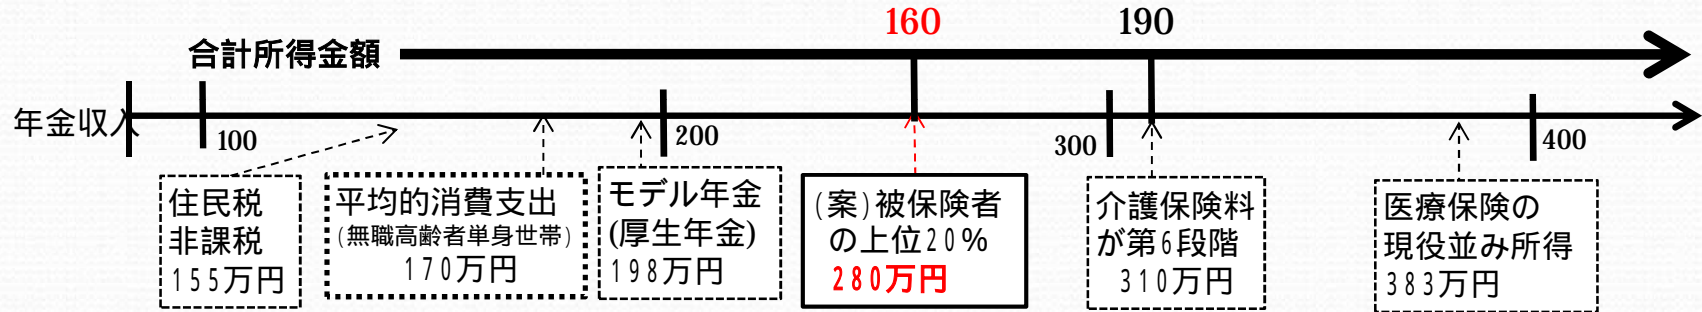 160
190
合計所得金額
年金収入
100
200
300
400
住民税
非課税
155万円
平均的消費支出
(無職高齢者単身世帯)
170万円
モデル年金
(厚生年金)
198万円
(案)被保険者
の上位20%
280万円
介護保険料
が第6段階
310万円
医療保険の
現役並み所得
383万円